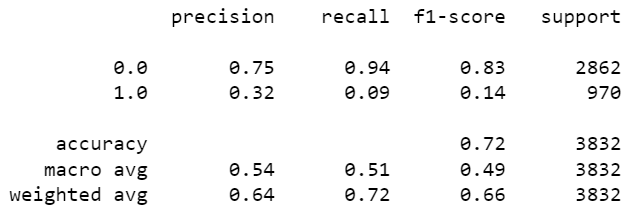 precision recall f1-score support
0.0 0.75 0.94 0.83 2862
1.0 0.32 0.09 0.14 970
accuracy 0.72 3832
macro avg 0.54 0.51 0.49 3832
weighted avg 0.64 0.72 0.66 3832